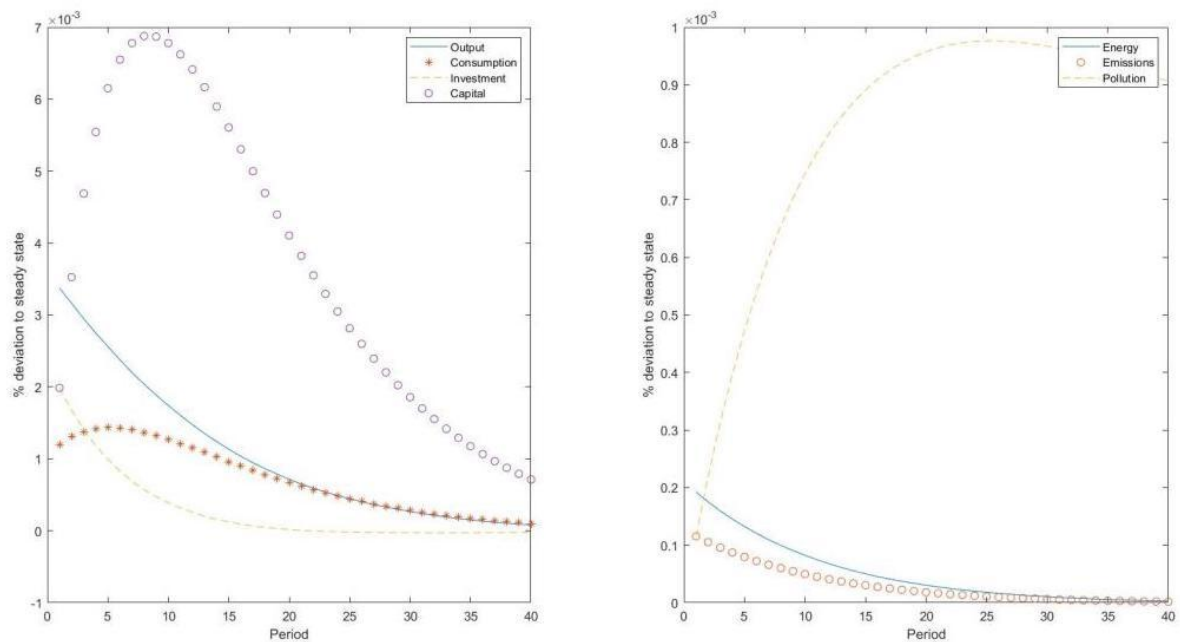 ×10⁻³
7
6
5
4
3
2
1
0
-1
% deviation to steady state
0 5 10 15 20 25 30 35 40
Period
Output
Consumption
Investment
Capital
×10⁻³
1
0.9
0.8
0.7
0.6
0.5
0.4
0.3
0.2
0.1
0
% deviation to steady state
0 5 10 15 20 25 30 35 40
Period
Energy
Emissions
Pollution